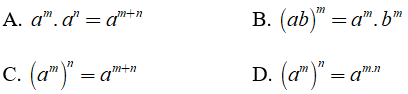 A. $a^m . a^n = a^{m+n}$ B. $(ab)^m = a^m . b^m$
C. $(a^m)^n = a^{m+n}$ D. $(a^m)^n = a^{m.n}$